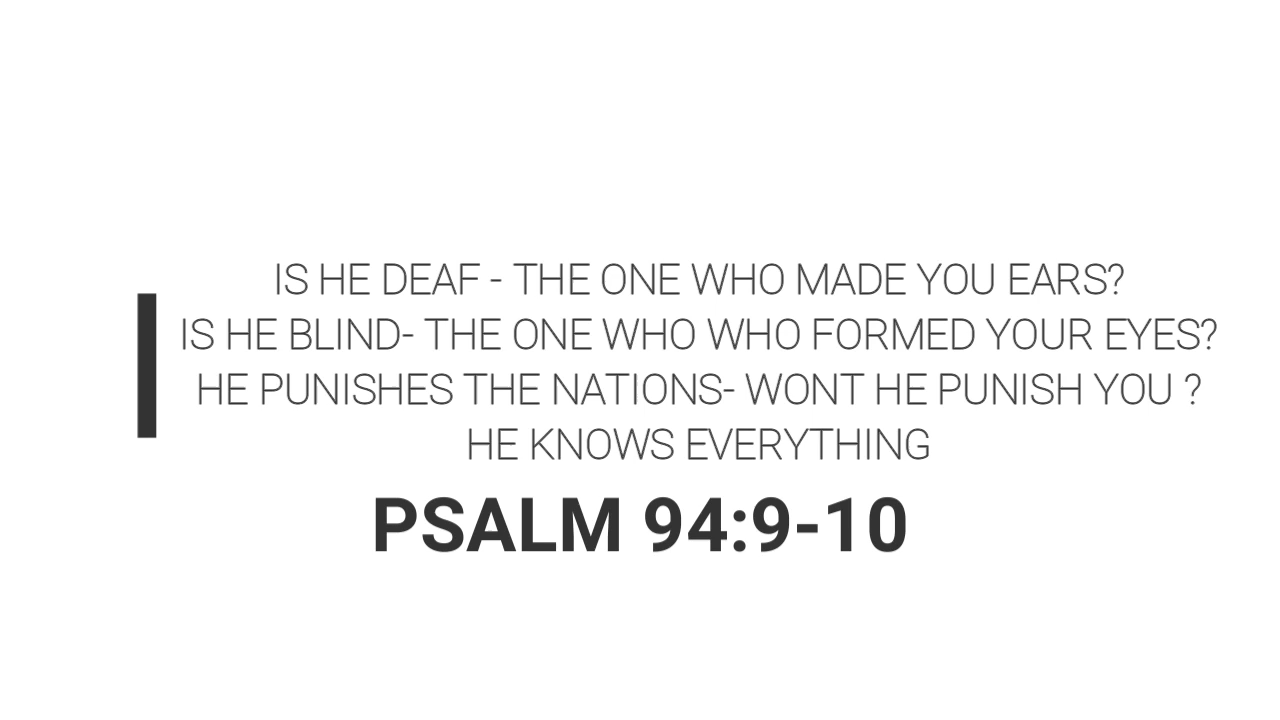 IS HE DEAF - THE ONE WHO MADE YOU EARS?
IS HE BLIND- THE ONE WHO WHO FORMED YOUR EYES?
HE PUNISHES THE NATIONS- WONT HE PUNISH YOU ?
HE KNOWS EVERYTHING
PSALM 94:9-10